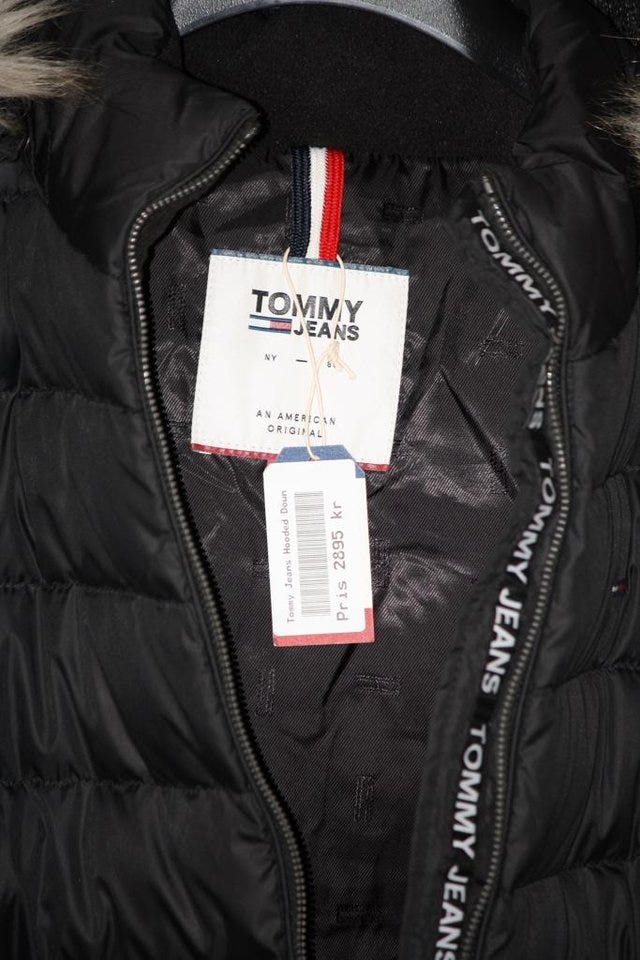 TOMMY
JEANS
NY — 8
AN AMERICAN
ORIGINAL
Tommy Jeans Hooded Down
Pris 2895 kr
TOMMY JEANS TOMMY JEANS TOMMY JEANS